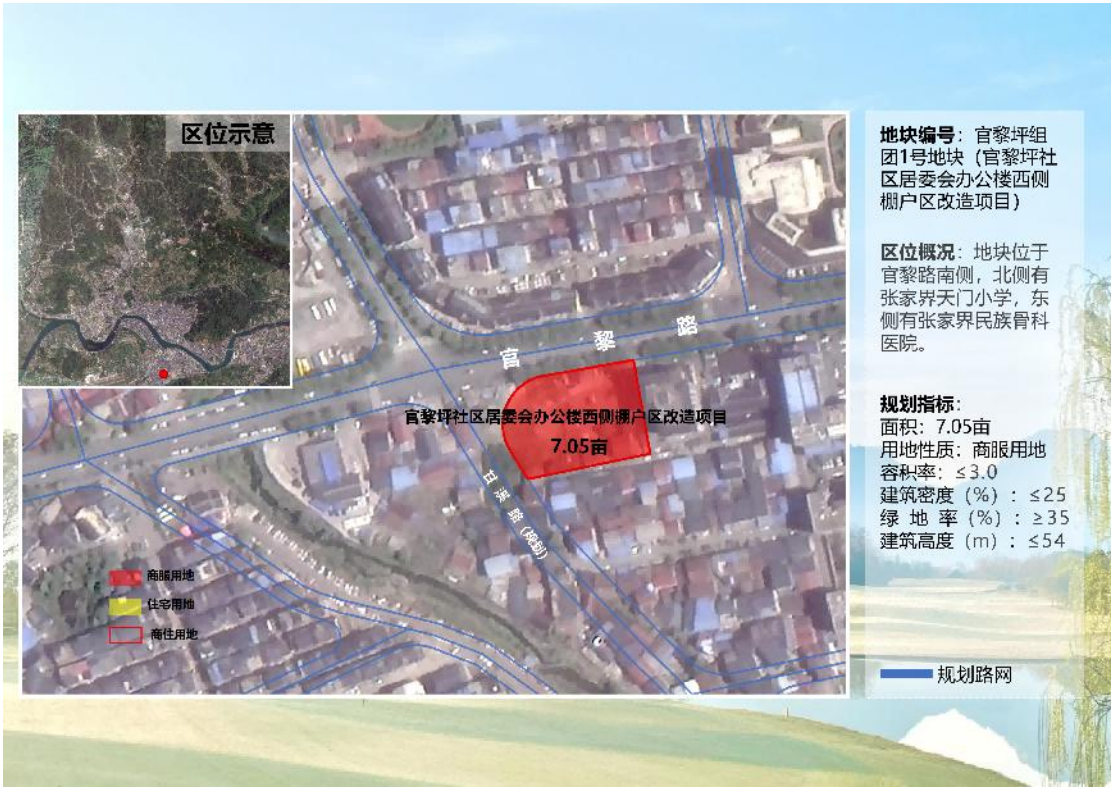 区位示意
官黎路
官黎坪社区居委会办公楼西侧棚户区改造项目
7.05亩
商服用地
住宅用地
商住用地
地块编号：官黎坪组
团1号地块（官黎坪社
区居委会办公楼西侧
棚户区改造项目）
区位概况：地块位于
官黎路南侧，北侧有
张家界天门小学，东
侧有张家界民族骨科
医院。
规划指标：
面积：7.05亩
用地性质：商服用地
容积率：≤3.0
建筑密度（%）：≤25
绿 地 率（%）：≥35
建筑高度（m）：≤54
规划路网